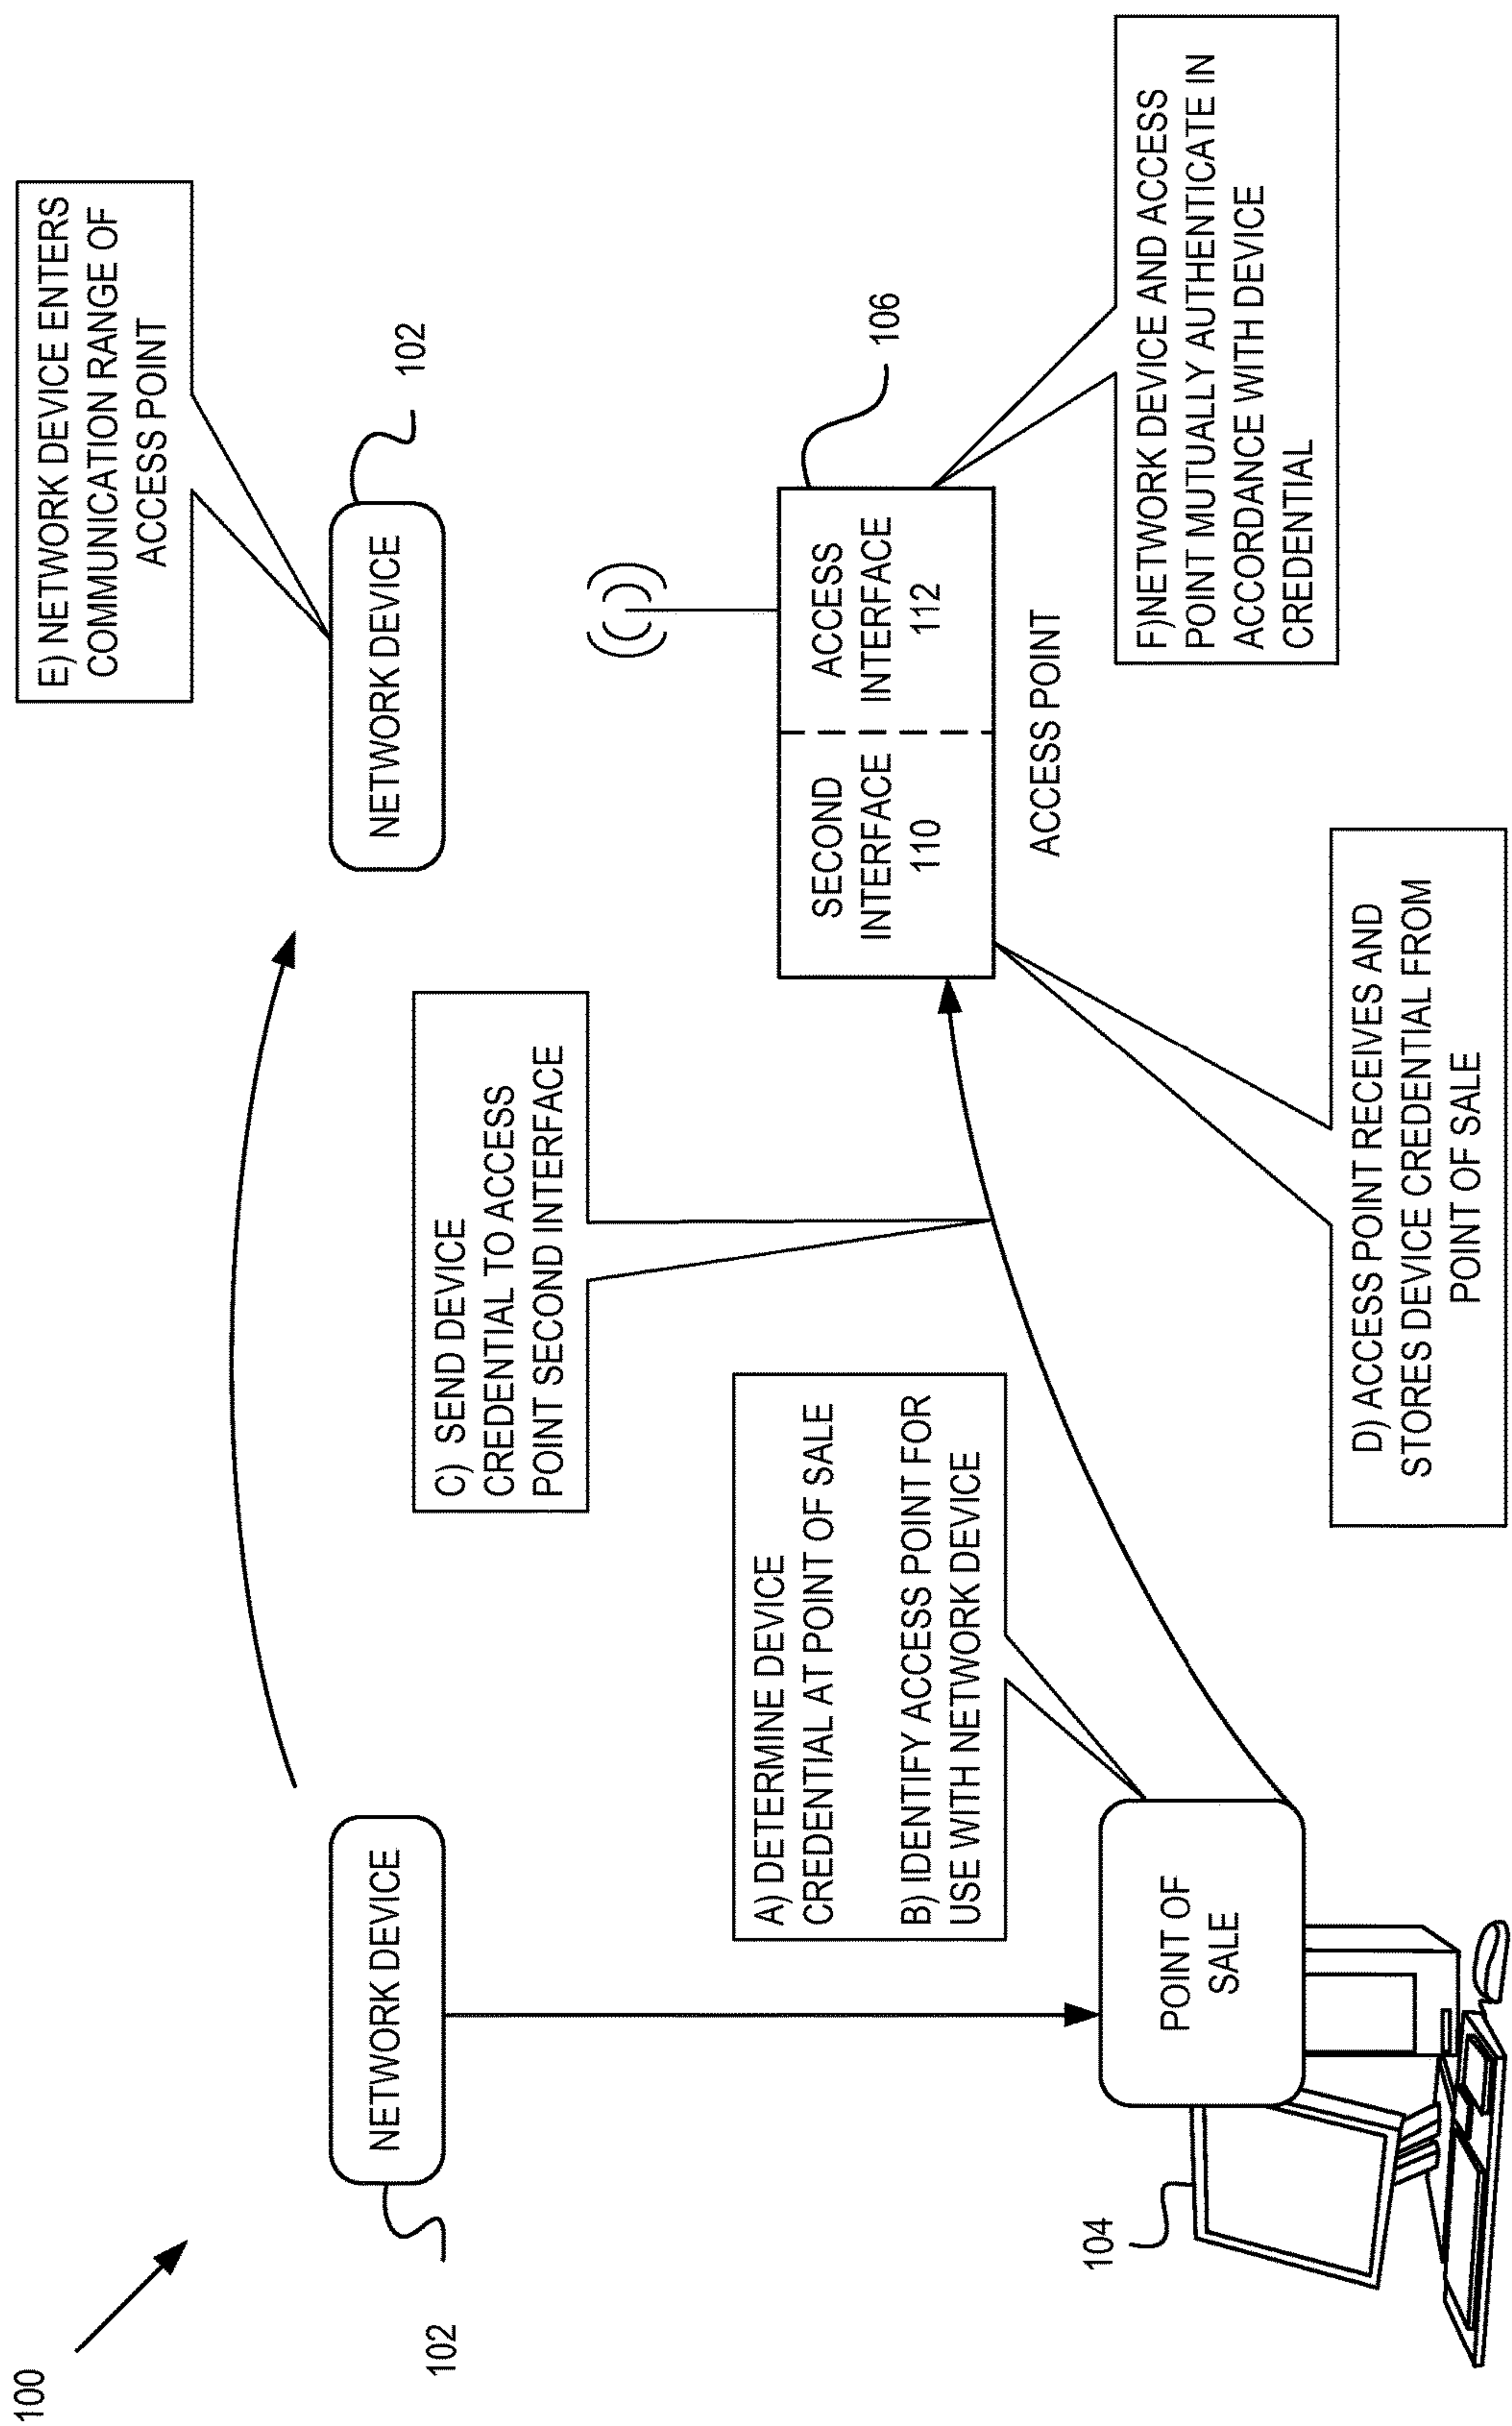 100
102
NETWORK DEVICE
E) NETWORK DEVICE ENTERS
COMMUNICATION RANGE OF
ACCESS POINT
NETWORK DEVICE
102
C) SEND DEVICE
CREDENTIAL TO ACCESS
POINT SECOND INTERFACE
A) DETERMINE DEVICE
CREDENTIAL AT POINT OF SALE
B) IDENTIFY ACCESS POINT FOR
USE WITH NETWORK DEVICE
106
SECOND
INTERFACE
110
ACCESS
INTERFACE
112
ACCESS POINT
104
POINT OF
SALE
D) ACCESS POINT RECEIVES AND
STORES DEVICE CREDENTIAL FROM
POINT OF SALE
F)NETWORK DEVICE AND ACCESS
POINT MUTUALLY AUTHENTICATE IN
ACCORDANCE WITH DEVICE
CREDENTIAL